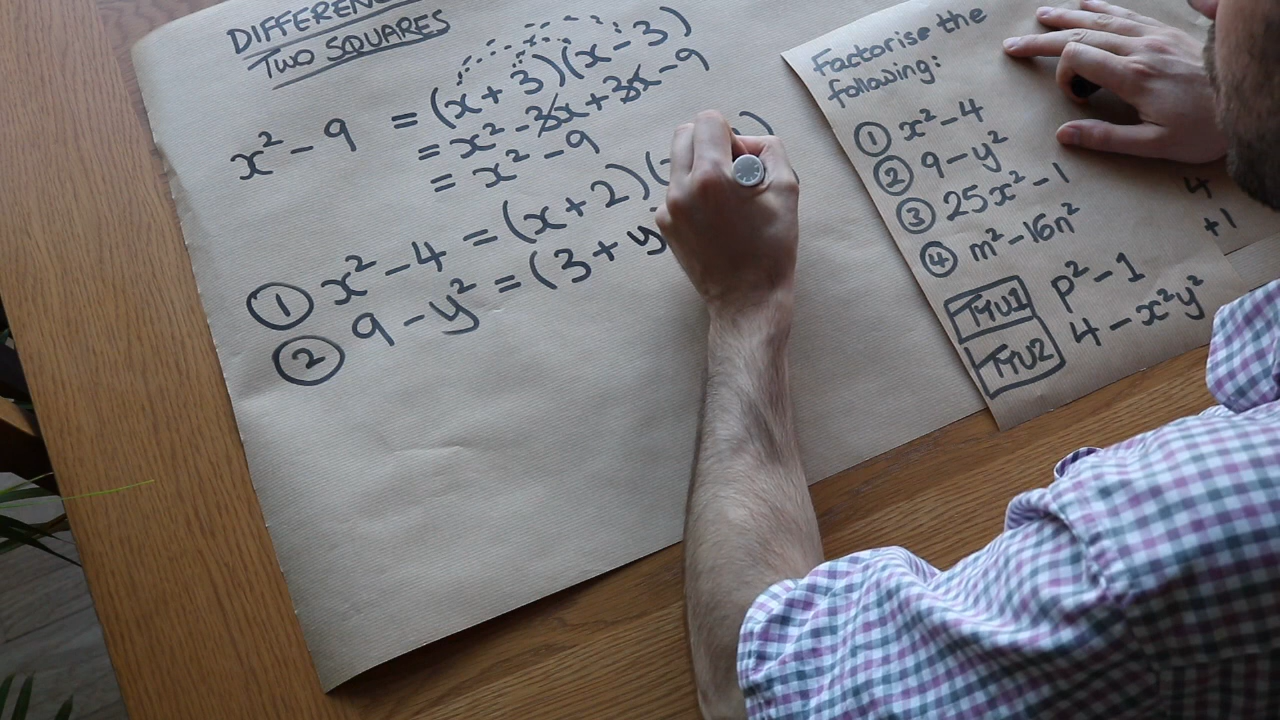 TWO SQUARES
x² - 9 = (x + 3)(x - 3)
= x² - 3x + 3x - 9
= x² - 9
① x² - 4 = (x + 2)(
② 9 - y² = (3 + y
Factorise the
following:
① x² - 4
② 9 - y²
③ 25x² - 1
④ m² - 16n²
TYU1 p² - 1
TYU2 4 - x²y²
4
+1